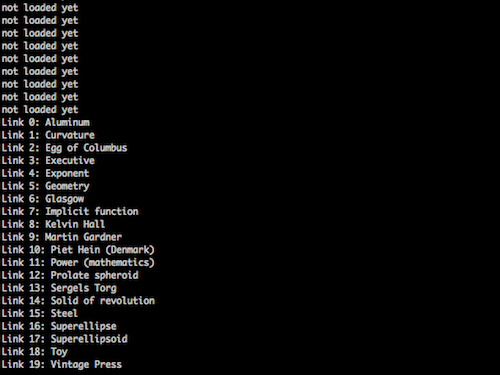 not loaded yet
not loaded yet
not loaded yet
not loaded yet
not loaded yet
not loaded yet
not loaded yet
not loaded yet
not loaded yet
Link 0: Aluminum
Link 1: Curvature
Link 2: Egg of Columbus
Link 3: Executive
Link 4: Exponent
Link 5: Geometry
Link 6: Glasgow
Link 7: Implicit function
Link 8: Kelvin Hall
Link 9: Martin Gardner
Link 10: Piet Hein (Denmark)
Link 11: Power (mathematics)
Link 12: Prolate spheroid
Link 13: Sergels Torg
Link 14: Solid of revolution
Link 15: Steel
Link 16: Superellipse
Link 17: Superellipsoid
Link 18: Toy
Link 19: Vintage Press